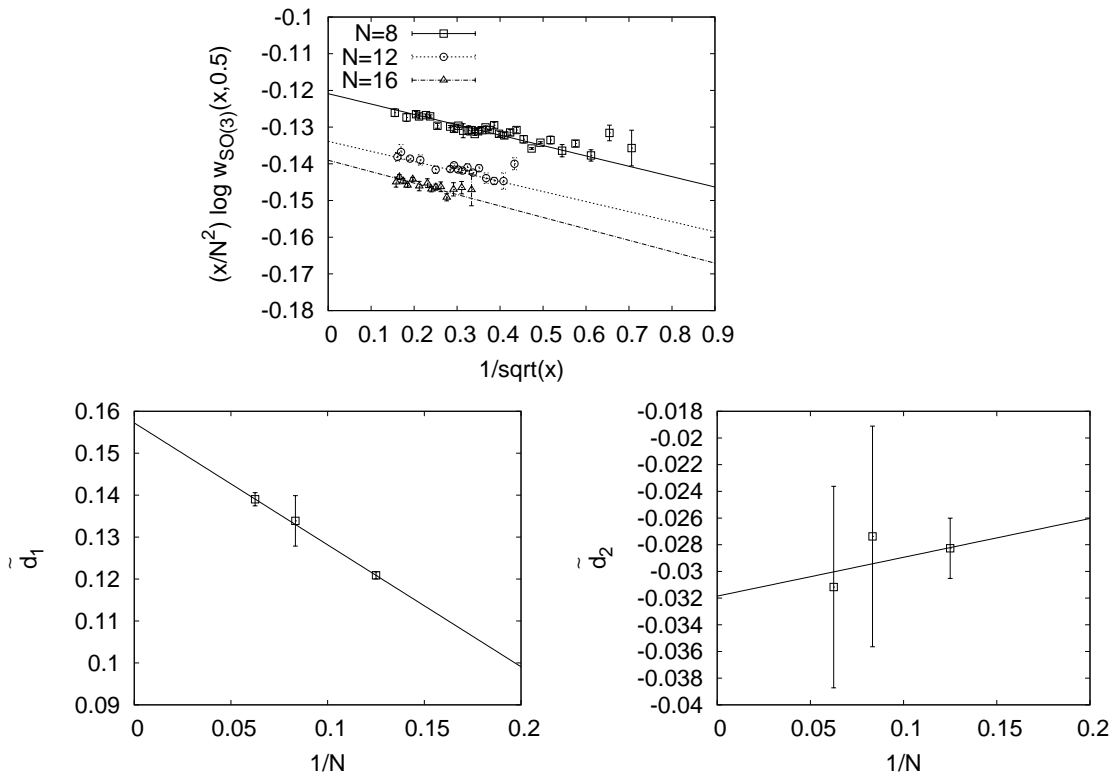 (x/N²) log w_SO(3)(x,0.5)
-0.1
-0.11
-0.12
-0.13
-0.14
-0.15
-0.16
-0.17
-0.18
N=8
N=12
N=16
0 0.1 0.2 0.3 0.4 0.5 0.6 0.7 0.8 0.9
1/sqrt(x)
d̃₁
0.16
0.15
0.14
0.13
0.12
0.11
0.1
0.09
0 0.05 0.1 0.15 0.2
1/N
d̃₂
-0.018
-0.02
-0.022
-0.024
-0.026
-0.028
-0.03
-0.032
-0.034
-0.036
-0.038
-0.04
0 0.05 0.1 0.15 0.2
1/N